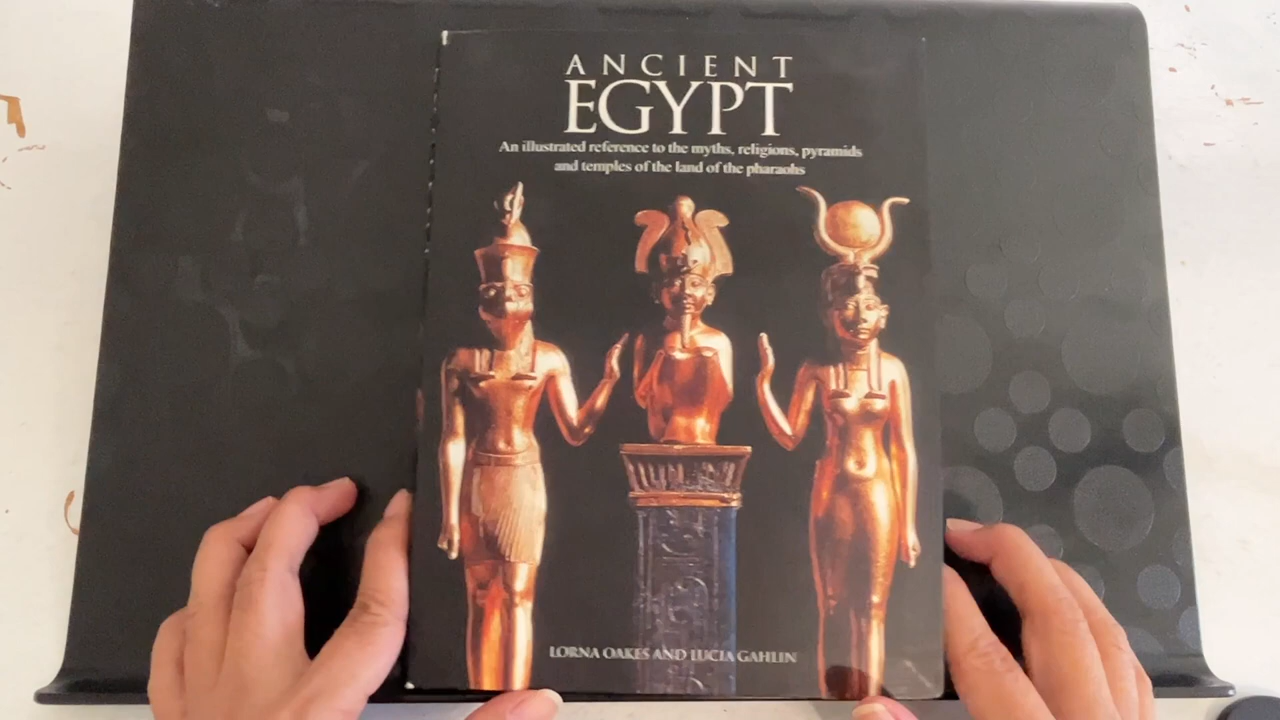 ANCIENT
EGYPT
An illustrated reference to the myths, religions, pyramids
and temples of the land of the pharaohs
LORNA OAKES AND LUCIA GAHLIN